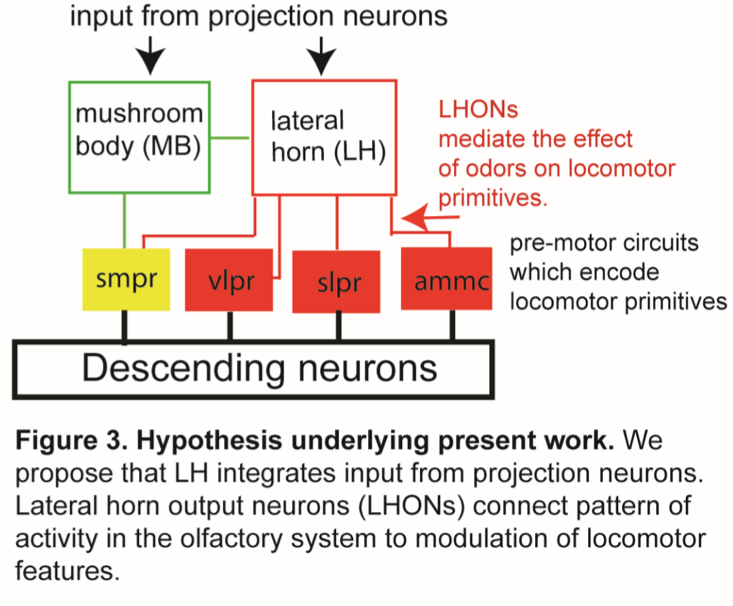 input from projection neurons
mushroom
body (MB)
lateral
horn (LH)
LHONs
mediate the effect
of odors on locomotor
primitives.
smpr
vlpr
slpr
ammc
pre-motor circuits
which encode
locomotor primitives
Descending neurons
Figure 3. Hypothesis underlying present work. We
propose that LH integrates input from projection neurons.
Lateral horn output neurons (LHONs) connect pattern of
activity in the olfactory system to modulation of locomotor
features.